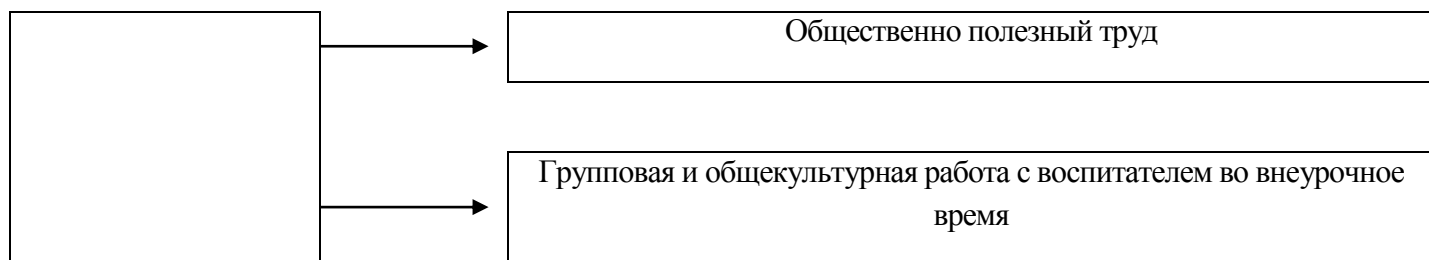 Общественно полезный труд
Групповая и общекультурная работа с воспитателем во внеурочное
время